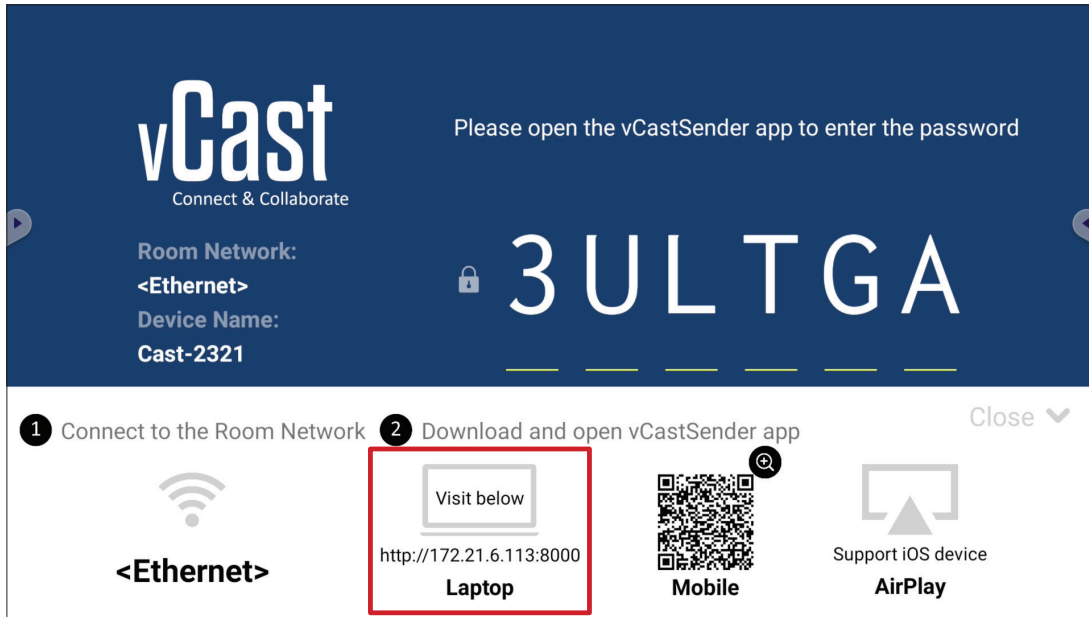 vCast
Connect & Collaborate
Please open the vCastSender app to enter the password
Room Network:
<Ethernet>
Device Name:
Cast-2321
3ULTGA
1 Connect to the Room Network
2 Download and open vCastSender app
Close
<Ethernet>
Visit below
http://172.21.6.113:8000
Laptop
Mobile
Support iOS device
AirPlay